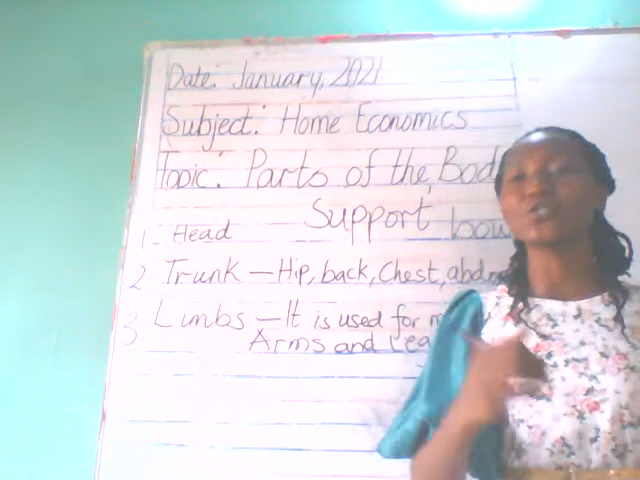 Date: January, 2021
Subject: Home Economics
Topic: Parts of the Bod
Support
1 Head
2 Trunk – Hip, back, Chest, abdo
3 Limbs – It is used for m
Arms and Leg